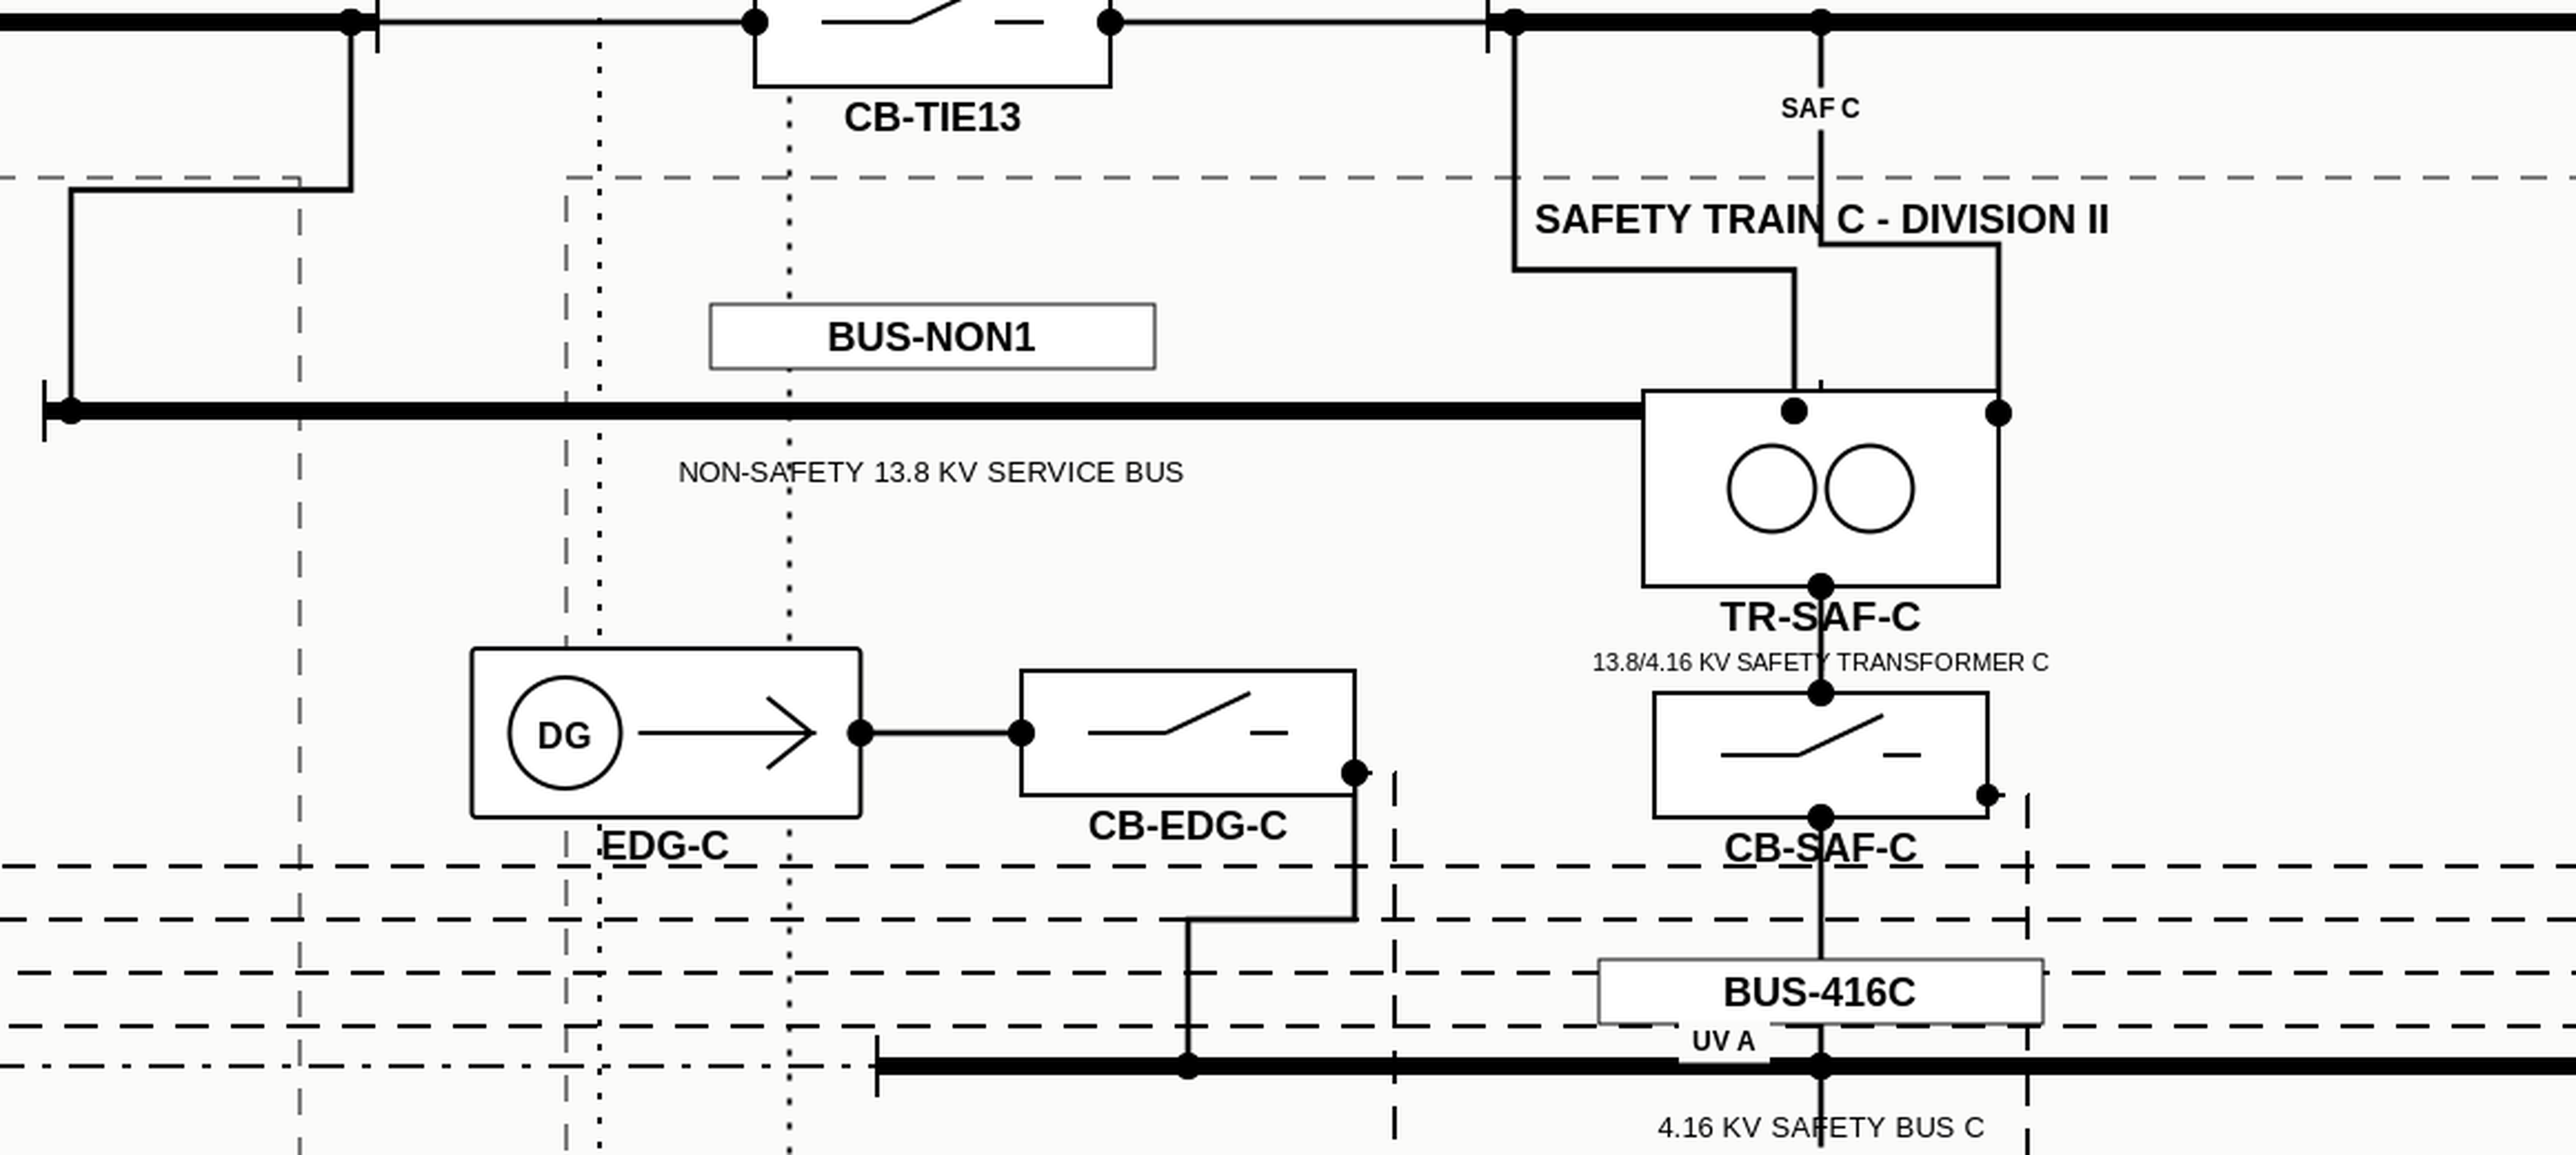 CB-TIE13
SAF C
SAFETY TRAIN C - DIVISION II
BUS-NON1
NON-SAFETY 13.8 KV SERVICE BUS
TR-SAF-C
13.8/4.16 KV SAFETY TRANSFORMER C
DG
EDG-C
CB-EDG-C
CB-SAF-C
BUS-416C
UV A
4.16 KV SAFETY BUS C